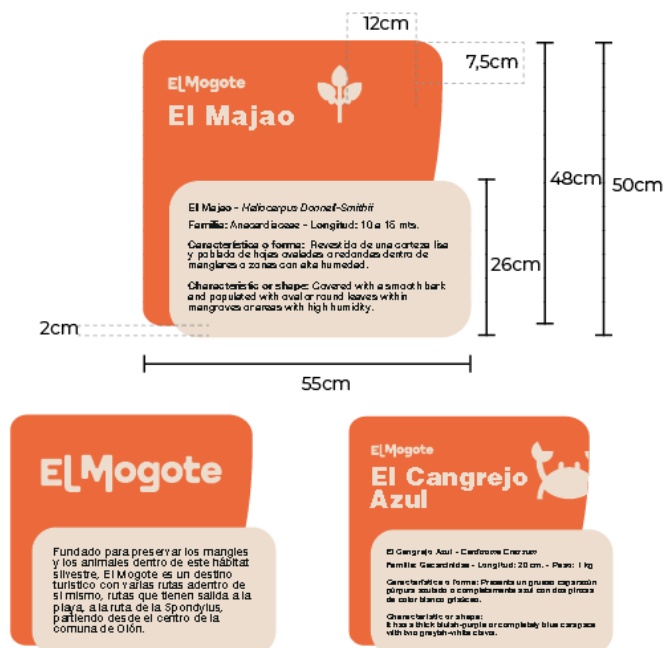 12cm
7,5cm
ElMogote
El Majao
48cm
50cm
El Majao - Heliocarpus Donnell-Smithii
Familia: Anacardiaceae - Longitud: 10 a 15 mts.
Característica o forma: Revestida de una corteza lisa
y poblada de hojas ovaladas o redondas dentro de
manglares o zonas con alta humedad.
26cm
Characteristic or shape: Covered with a smooth bark
and populated with oval or round leaves within
mangroves or areas with high humidity.
2cm
55cm
ElMogote
Fundado para preservar los mangles
y los animales dentro de este hábitat
silvestre, El Mogote es un destino
turístico con varias rutas adentro de
si mismo, rutas que tienen salida a la
playa, a la ruta de la Spondylus,
partiendo desde el centro de la
comuna de Olón.
ElMogote
El Cangrejo
Azul
El Cangrejo Azul - Cardisoma Crassum
Familia: Gecarcinidae - Longitud: 20 cm. - Peso: 1 kg
Característica o forma: Presenta un grueso caparazón
púrpura azulado o completamente azul con dos pinzas
de color blanco grisáceo.
Characteristic or shape:
It has a thick bluish-purple or completely blue carapace
with two greyish-white claws.